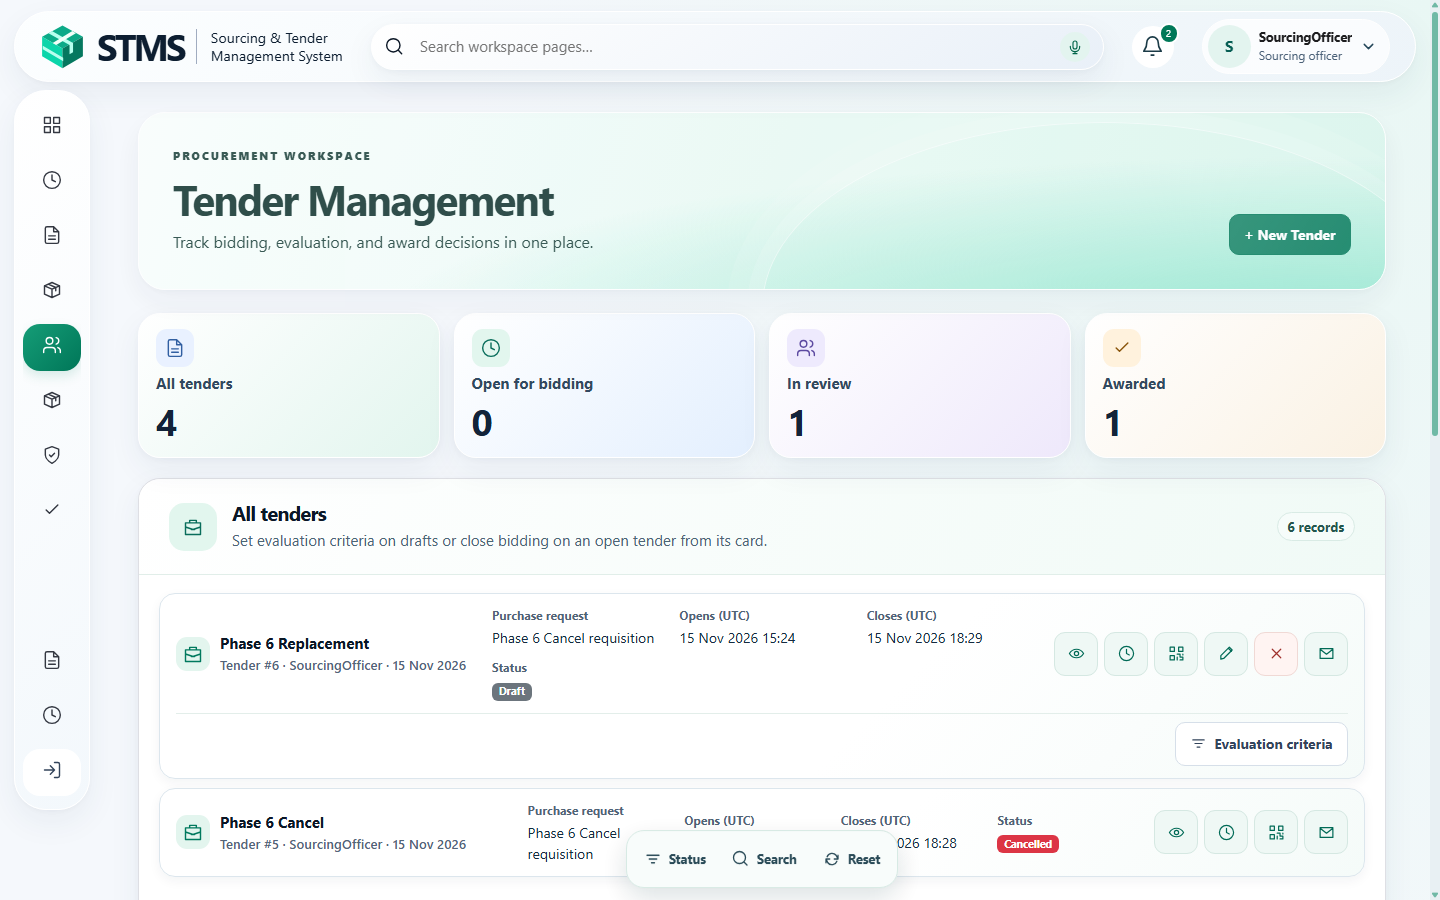 STMS
Sourcing & Tender
Management System
Search workspace pages...
2
S
SourcingOfficer
Sourcing officer
PROCUREMENT WORKSPACE
Tender Management
Track bidding, evaluation, and award decisions in one place.
+ New Tender
All tenders
4
Open for bidding
0
In review
1
Awarded
1
All tenders
Set evaluation criteria on drafts or close bidding on an open tender from its card.
6 records
Phase 6 Replacement
Tender #6 · SourcingOfficer · 15 Nov 2026
Purchase request
Phase 6 Cancel requisition
Opens (UTC)
15 Nov 2026 15:24
Closes (UTC)
15 Nov 2026 18:29
Status
Draft
Evaluation criteria
Phase 6 Cancel
Tender #5 · SourcingOfficer · 15 Nov 2026
Purchase request
Phase 6 Cancel
requisition
Opens (UTC)
Closes (UTC)
026 18:28
Status
Cancelled
Status
Search
Reset